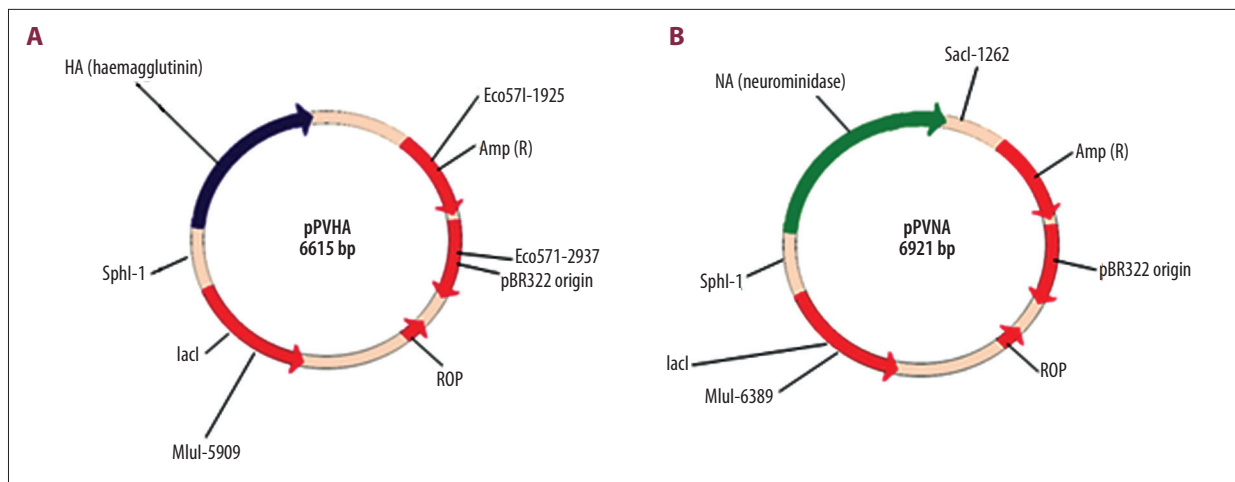 A
HA (haemagglutinin)
Eco57I-1925
Amp (R)
pPVHA
6615 bp
Eco571-2937
pBR322 origin
SphI-1
lacI
ROP
MluI-5909
B
SacI-1262
NA (neurominidase)
Amp (R)
pPVNA
6921 bp
pBR322 origin
SphI-1
lacI
ROP
MluI-6389